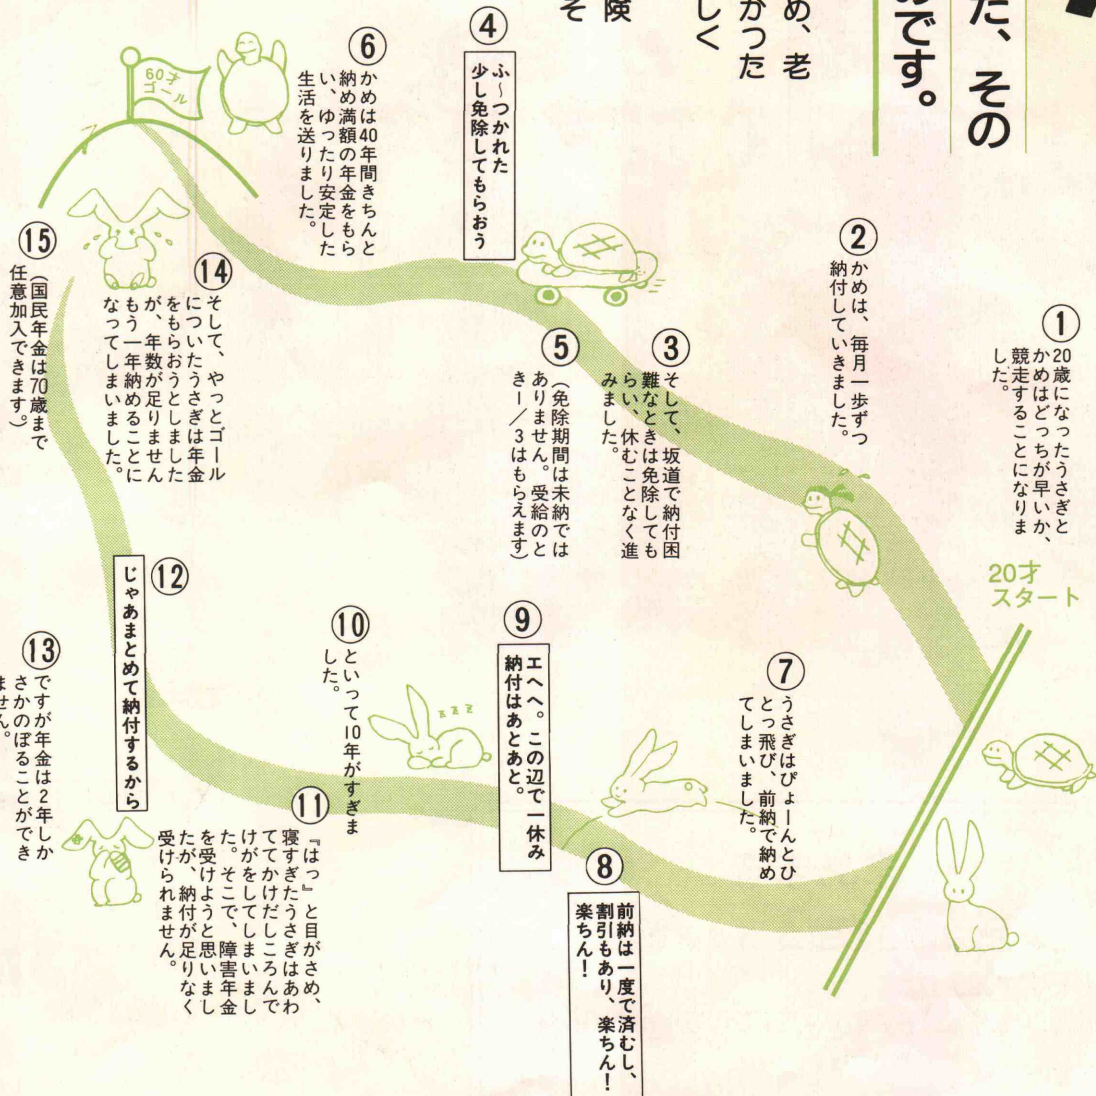 た、その
のです。
め、老
かった
しく
険
そ
①
20歳になったうさぎと
かめはどっちが早いか、
競走することになりま
した。
20才
スタート
②
かめは、毎月一歩ずつ
納付していきました。
③
そして、坂道で納付困
難なときは免除しても
らい、休むことなく進
みました。
④
ふ〜つかれた
少し免除してもらおう
⑤
(免除期間は未納では
ありません。受給のと
き1/3はもらえます)
⑥
かめは40年間きちんと
納め満額の年金をもら
い、ゆったり安定した
生活を送りました。
60才
ゴール
⑦
うさぎはぴょーんとひ
とっ飛び、前納で納め
てしまいました。
⑧
前納は一度で済むし、
割引もあり、楽ちん!
楽ちん!
⑨
エヘヘ。この辺で一休み
納付はあとあと。
zzz
⑩
といって10年がすぎま
した。
⑪
『はっ』と目がさめ、
寝すぎたうさぎはあわ
ててかけだしころんで
けがをしてしまいまし
た。そこで、障害年金
を受けようと思いまし
たが、納付が足りなく
受けられません。
⑫
じゃあまとめて納付するから
⑬
ですが年金は2年しか
さかのぼることができ
ません。
⑭
そして、やっとゴール
についたうさぎは年金
をもらおうとしました
が、年数が足りません
もう一年納めることに
なってしまいました。
⑮
(国民年金は70歳まで
任意加入できます。)